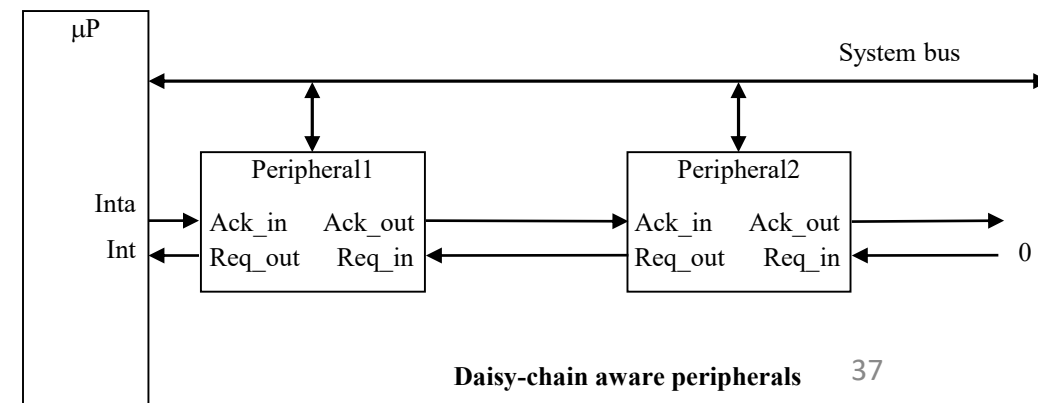 μP
System bus
Peripheral1
Peripheral2
Inta
Ack_in Ack_out
Ack_in Ack_out
Int
Req_out Req_in
Req_out Req_in
0
Daisy-chain aware peripherals
37